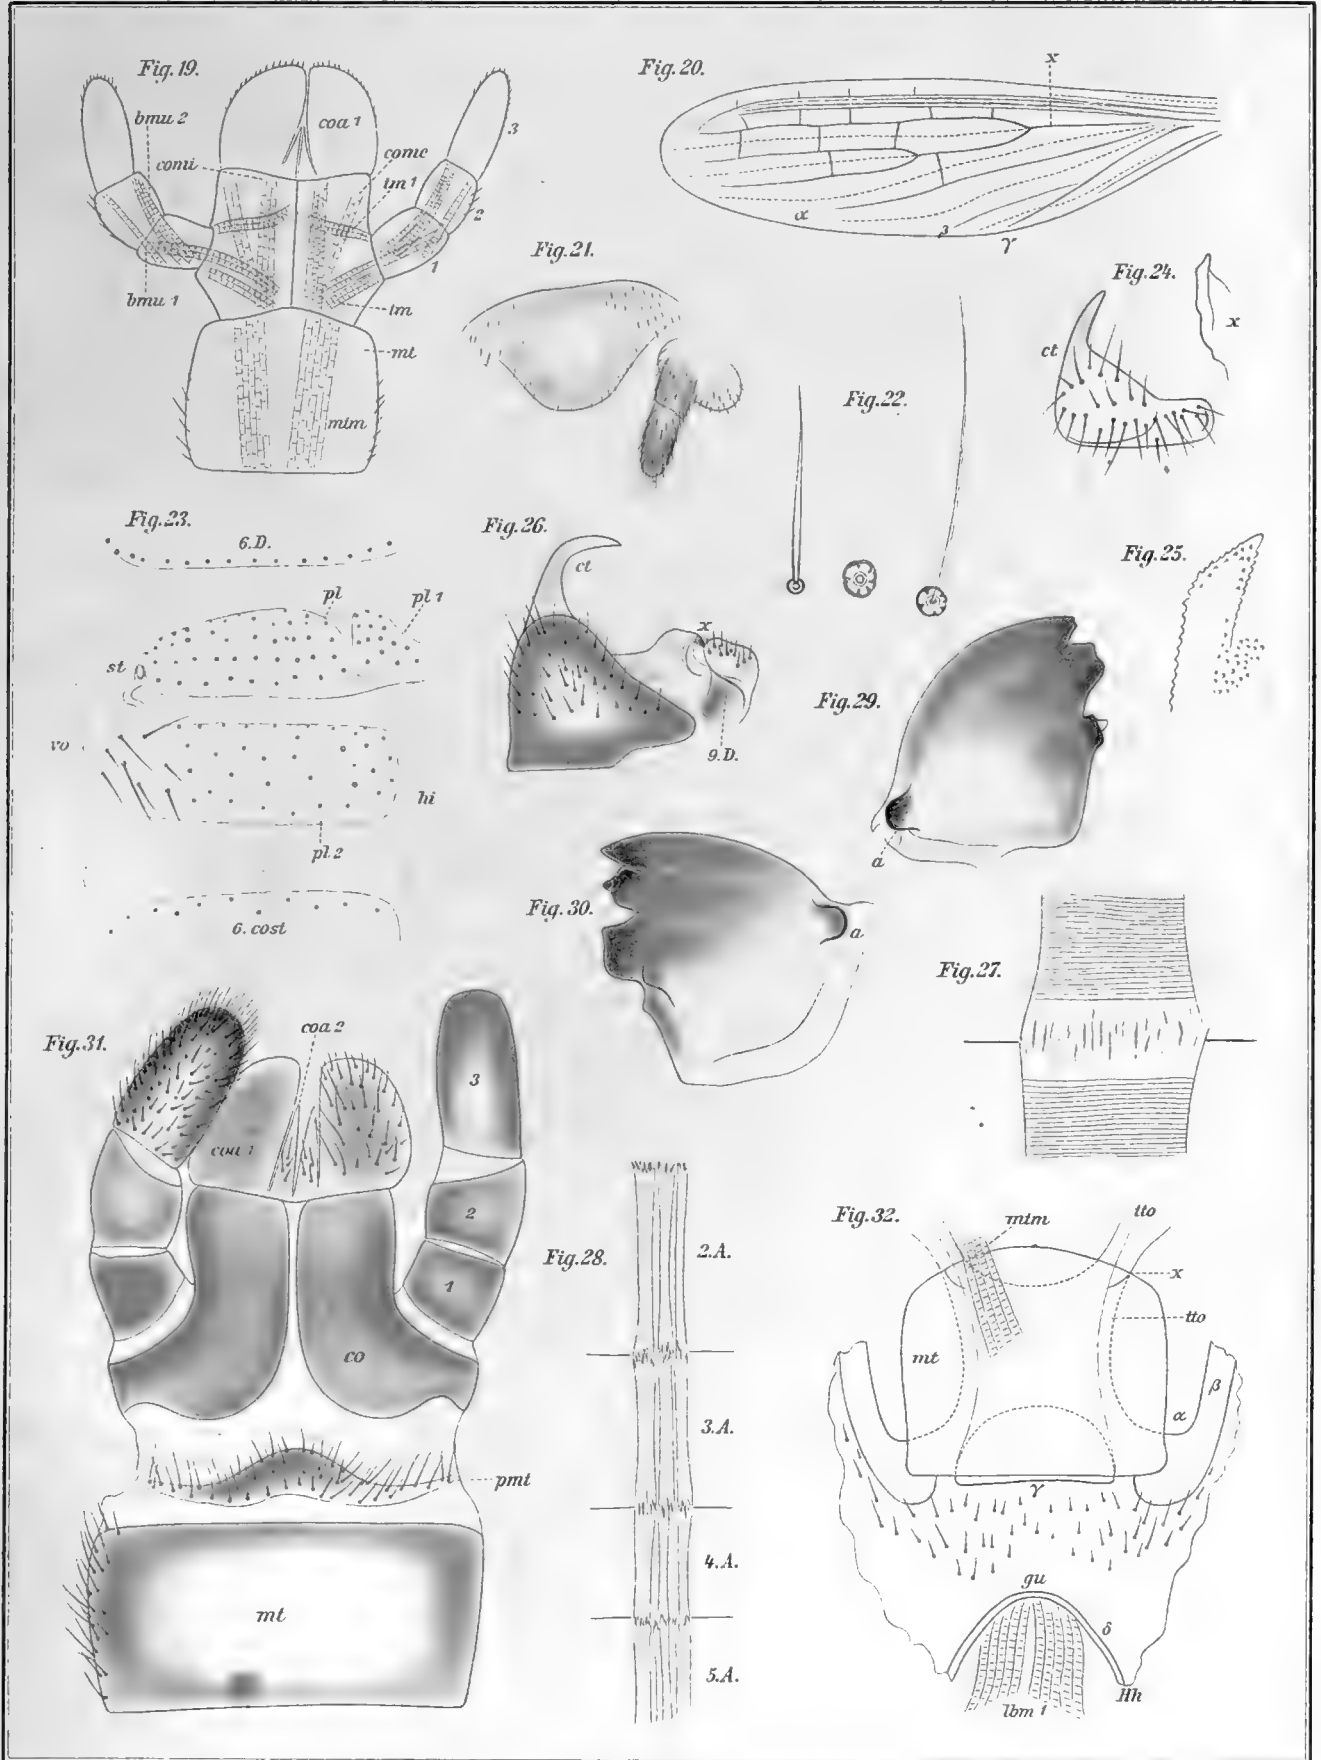 Fig. 19.
bmu 2
comi
coa 1
come
tm 1
3
2
1
bmu 1
tm
mt
mtm
Fig. 20.
x
α
β
γ
Fig. 21.
Fig. 22.
Fig. 24.
ct
x
Fig. 23.
6.D.
pl
pl 1
st
vo
hi
pl.2
6. cost
Fig. 26.
ct
x
9.D.
Fig. 25.
Fig. 29.
a
Fig. 30.
a
Fig. 27.
Fig. 31.
coa 2
coa 1
3
2
1
co
pmt
mt
Fig. 28.
2.A.
3.A.
4.A.
5.A.
Fig. 32.
mtm
tto
x
tto
mt
α
β
γ
gu
δ
Hh
lbm 1